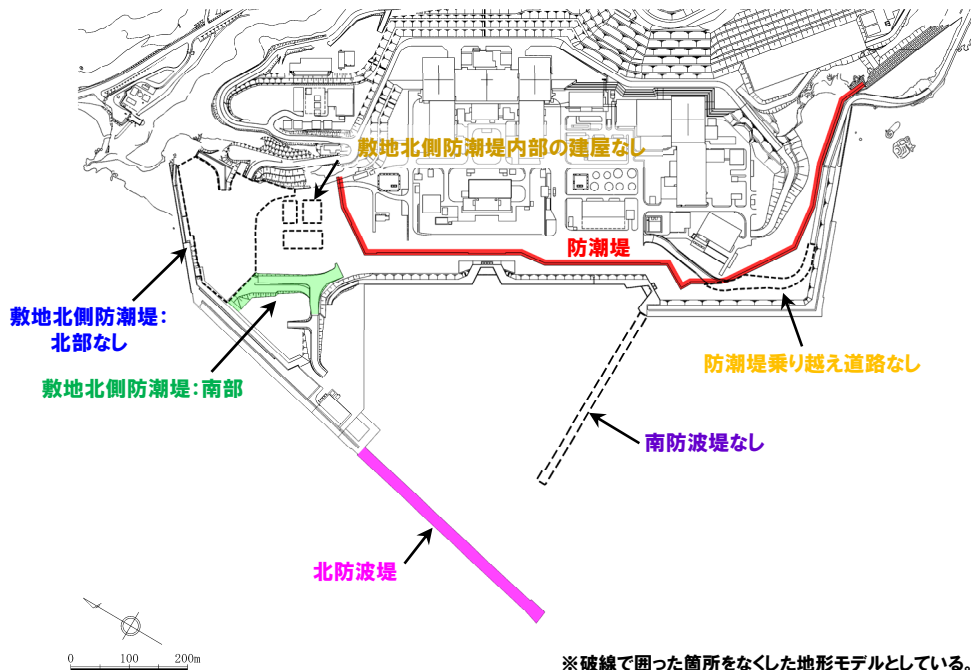 敷地北側防潮堤内部の建屋なし
防潮堤
敷地北側防潮堤：
北部なし
敷地北側防潮堤：南部
防潮堤乗り越え道路なし
南防波堤なし
北防波堤
0 100 200m
※破線で囲った箇所をなくした地形モデルとしている。